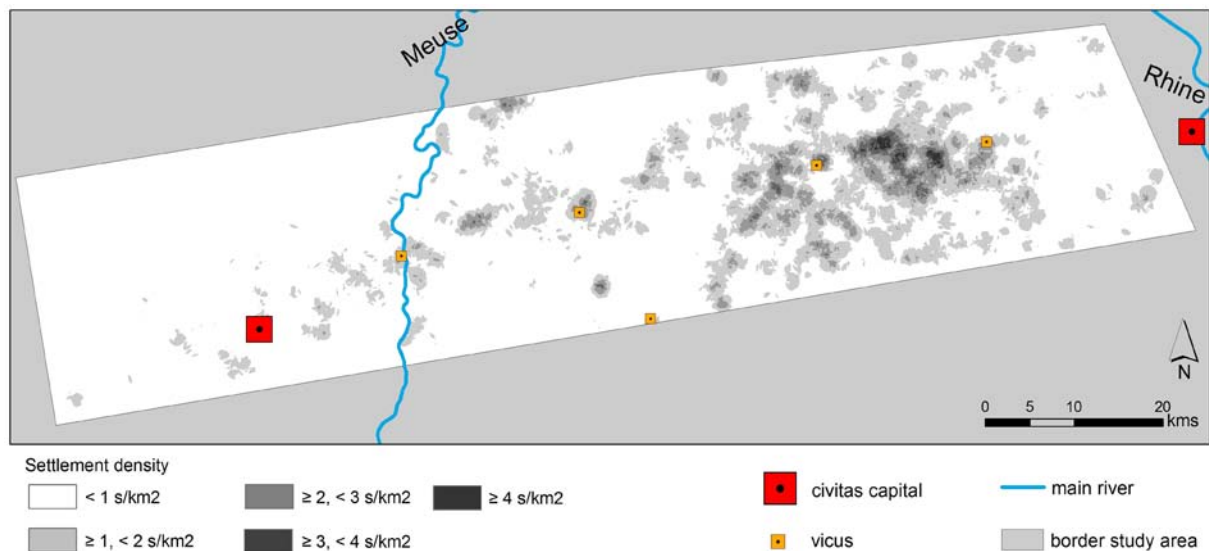 Meuse
Rhine
N
0 5 10 20
kms
Settlement density
< 1 s/km2
≥ 2, < 3 s/km2
≥ 4 s/km2
civitas capital
main river
≥ 1, < 2 s/km2
≥ 3, < 4 s/km2
vicus
border study area